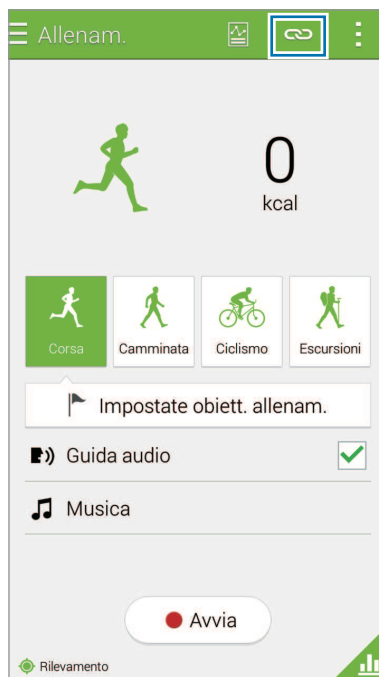 Allenam.
0
kcal
Corsa
Camminata
Ciclismo
Escursioni
Impostate obiett. allenam.
Guida audio
Musica
Avvia
Rilevamento